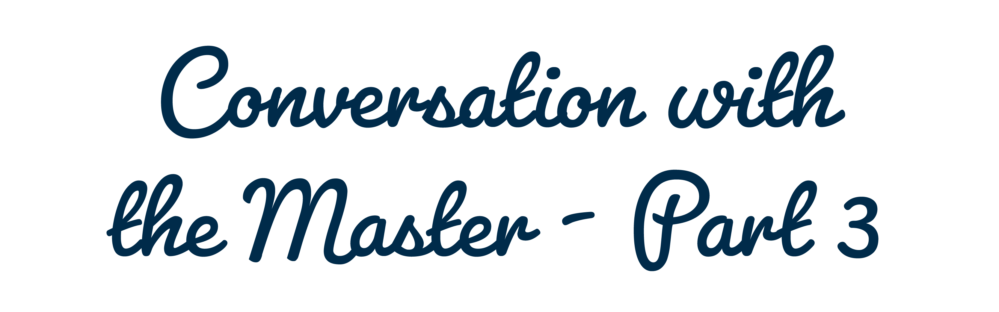 Conversation with
the Master - Part 3